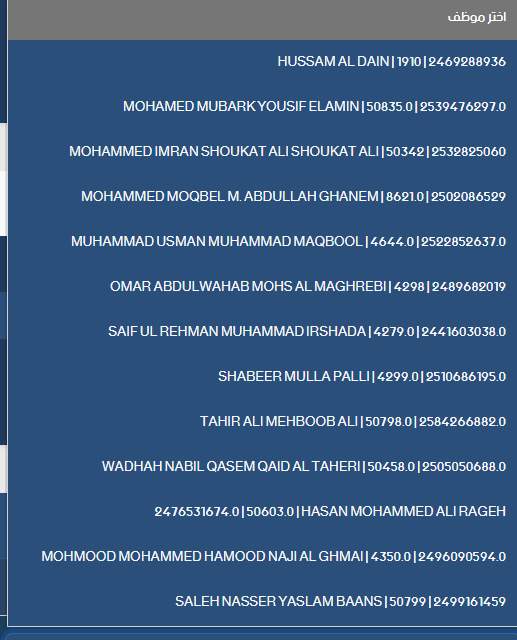 اختر موظف
HUSSAM AL DAIN | 1910 | 2469288936
MOHAMED MUBARK YOUSIF ELAMIN | 50835.0 | 2539476297.0
MOHAMMED IMRAN SHOUKAT ALI SHOUKAT ALI | 50342 | 2532825060
MOHAMMED MOQBEL M. ABDULLAH GHANEM | 8621.0 | 2502086529
MUHAMMAD USMAN MUHAMMAD MAQBOOL | 4644.0 | 2522852637.0
OMAR ABDULWAHAB MOHS AL MAGHREBI | 4298 | 2489682019
SAIF UL REHMAN MUHAMMAD IRSHADA | 4279.0 | 2441603038.0
SHABEER MULLA PALLI | 4299.0 | 2510686195.0
TAHIR ALI MEHBOOB ALI | 50798.0 | 2584266882.0
WADHAH NABIL QASEM QAID AL TAHERI | 50458.0 | 2505050688.0
2476531674.0 | 50603.0 | HASAN MOHAMMED ALI RAGEH
MOHMOOD MOHAMMED HAMOOD NAJI AL GHMAI | 4350.0 | 2496090594.0
SALEH NASSER YASLAM BAANS | 50799 | 2499161459